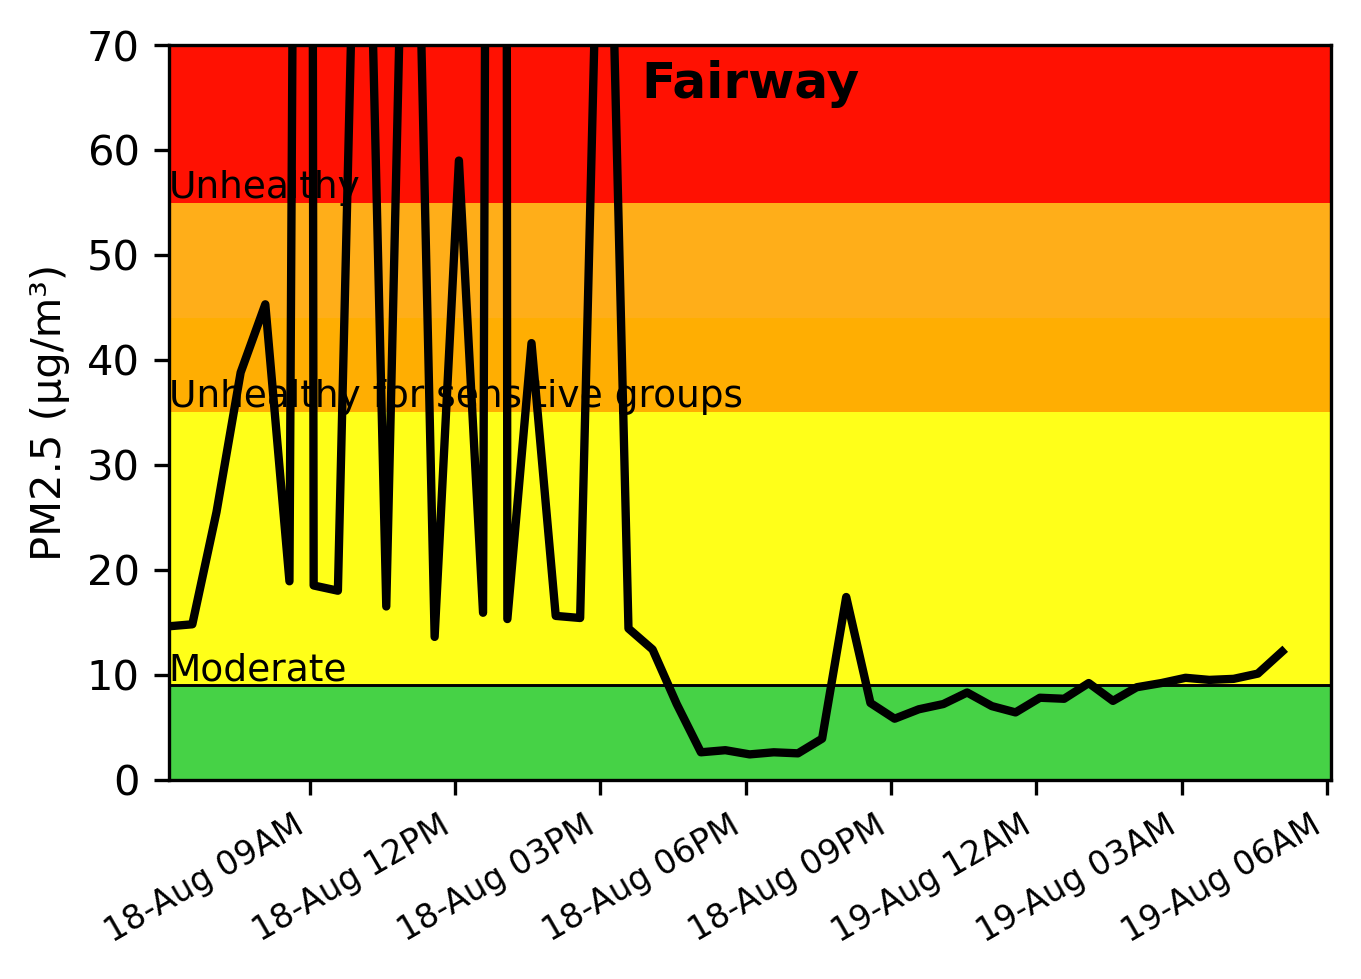 Fairway
PM2.5 (µg/m³)
70
60
50
40
30
20
10
0
Unhealthy
Unhealthy for sensitive groups
Moderate
18-Aug 09AM
18-Aug 12PM
18-Aug 03PM
18-Aug 06PM
18-Aug 09PM
19-Aug 12AM
19-Aug 03AM
19-Aug 06AM